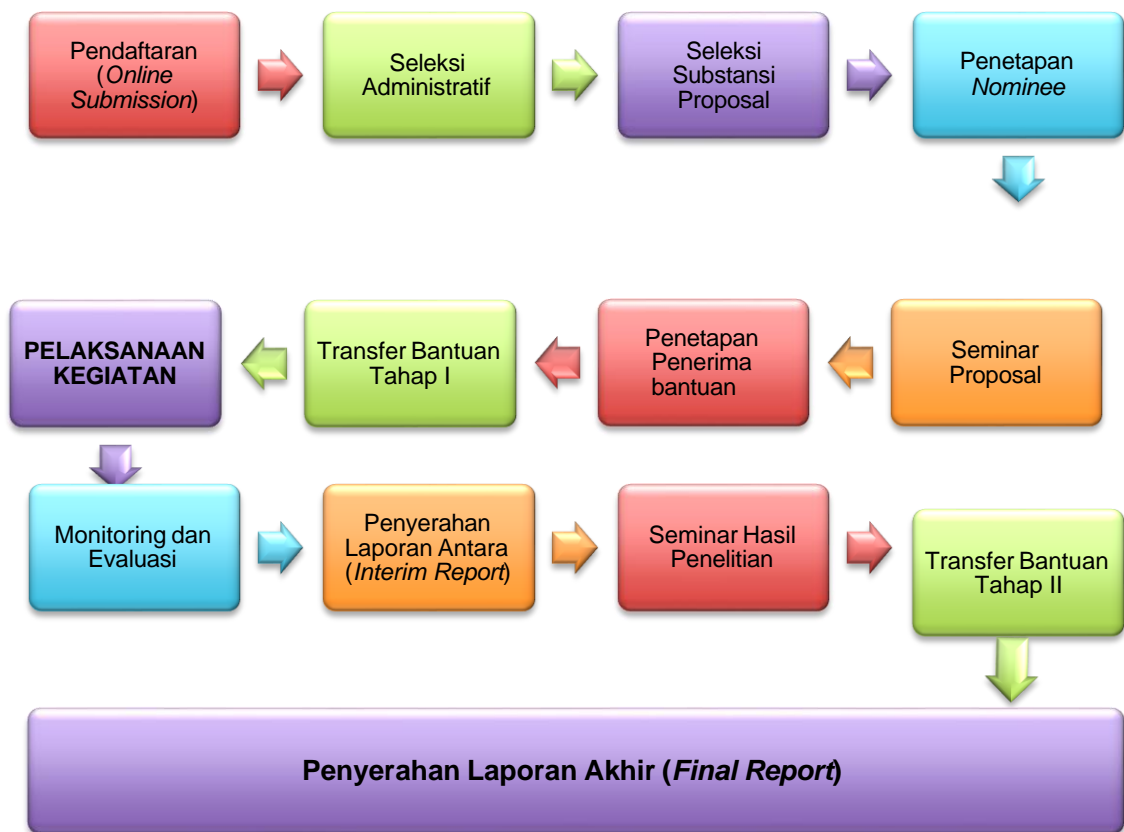 Pendaftaran
(Online
Submission)
Seleksi
Administratif
Seleksi
Substansi
Proposal
Penetapan
Nominee
Seminar
Proposal
Penetapan
Penerima
bantuan
Transfer Bantuan
Tahap I
PELAKSANAAN
KEGIATAN
Monitoring dan
Evaluasi
Penyerahan
Laporan Antara
(Interim Report)
Seminar Hasil
Penelitian
Transfer Bantuan
Tahap II
Penyerahan Laporan Akhir (Final Report)